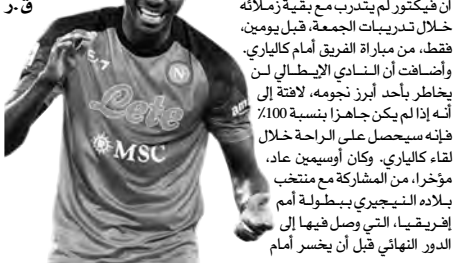 ق.ر
أن فيكتور لم يتدرب مع بقية زملائه
خلال تدريبات الجمعة، قبل يومين،
فقط، من مباراة الفريق أمام كالياري.
وأضافت أن النادي الإيطالي لن
يخاطر بأحد أبرز نجومه، لافتة إلى
أنه إذا لم يكن جاهزا بنسبة 100٪
فإنه سيحصل على الراحة خلال
لقاء كالياري. وكان أوسيمين عاد،
مؤخرا، من المشاركة مع منتخب
بلاده النيجيري ببطولة أمم
إفريقيا، التي وصل فيها إلى
الدور النهائي قبل أن يخسر أمام
N
Lete
MSC